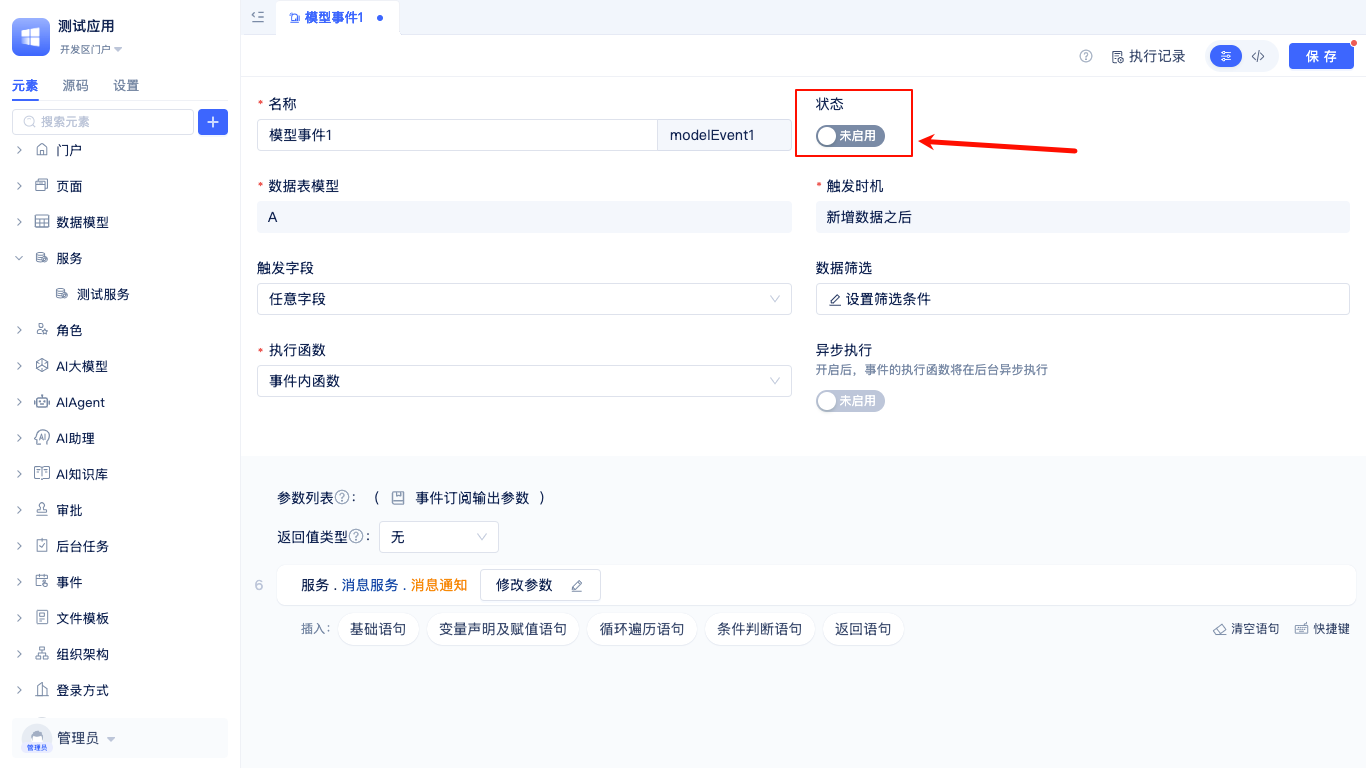 测试应用
开发区门户
元素 源码 设置
搜索元素
门户
页面
数据模型
服务
测试服务
角色
AI大模型
AIAgent
AI助理
AI知识库
审批
后台任务
事件
文件模板
组织架构
登录方式
管理员
管理员
模型事件1
执行记录
保存
* 名称
模型事件1 modelEvent1
状态
未启用
* 数据表模型
A
* 触发时机
新增数据之后
触发字段
任意字段
数据筛选
设置筛选条件
* 执行函数
事件内函数
异步执行
开启后，事件的执行函数将在后台异步执行
未启用
参数列表 : ( 事件订阅输出参数 )
返回值类型 : 无
6 服务 . 消息服务 . 消息通知 修改参数
插入: 基础语句 变量声明及赋值语句 循环遍历语句 条件判断语句 返回语句
清空语句 快捷键